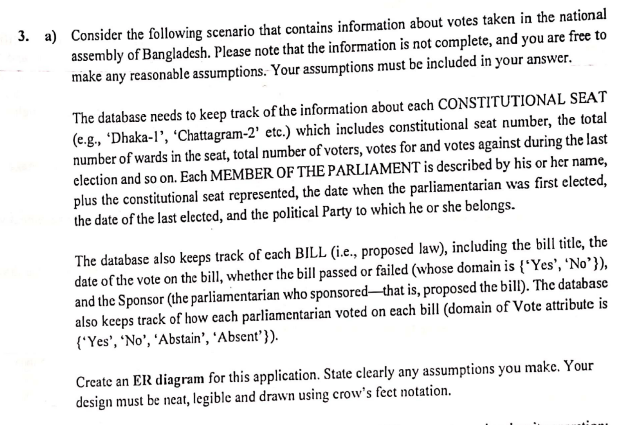 3. a) Consider the following scenario that contains information about votes taken in the national
assembly of Bangladesh. Please note that the information is not complete, and you are free to
make any reasonable assumptions. Your assumptions must be included in your answer.
The database needs to keep track of the information about each CONSTITUTIONAL SEAT
(e.g., 'Dhaka-1', 'Chattagram-2' etc.) which includes constitutional seat number, the total
number of wards in the seat, total number of voters, votes for and votes against during the last
election and so on. Each MEMBER OF THE PARLIAMENT is described by his or her name,
plus the constitutional seat represented, the date when the parliamentarian was first elected,
the date of the last elected, and the political Party to which he or she belongs.
The database also keeps track of each BILL (i.e., proposed law), including the bill title, the
date of the vote on the bill, whether the bill passed or failed (whose domain is {'Yes', 'No'}),
and the Sponsor (the parliamentarian who sponsored—that is, proposed the bill). The database
also keeps track of how each parliamentarian voted on each bill (domain of Vote attribute is
{'Yes', 'No', 'Abstain', 'Absent'}).
Create an ER diagram for this application. State clearly any assumptions you make. Your
design must be neat, legible and drawn using crow's feet notation.